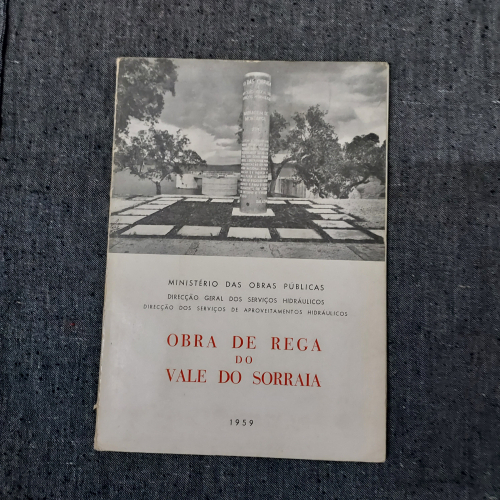 MINISTÉRIO DAS OBRAS PÚBLICAS
DIRECÇÃO GERAL DOS SERVIÇOS HIDRÁULICOS
DIRECÇÃO DOS SERVIÇOS DE APROVEITAMENTOS HIDRÁULICOS
OBRA DE REGA
DO
VALE DO SORRAIA
1959